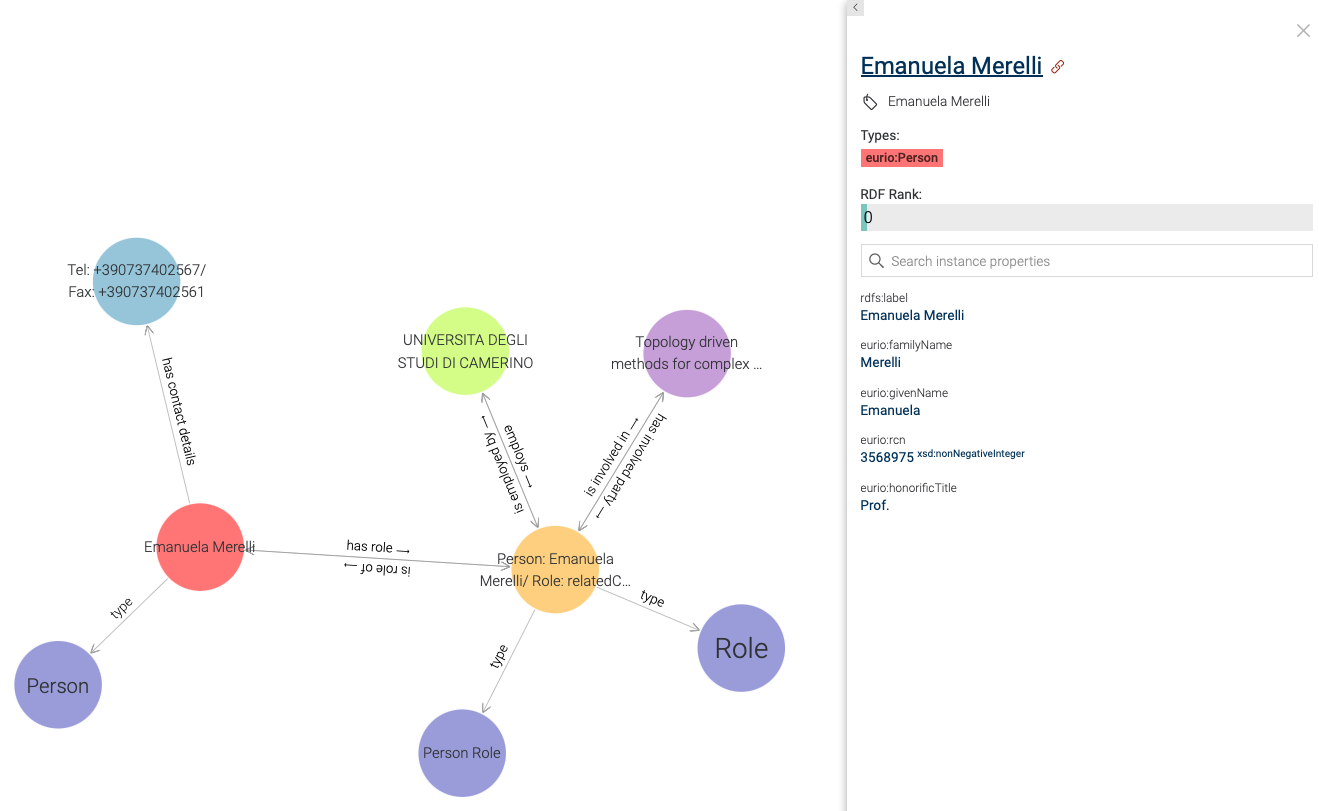 Tel: +390737402567/
Fax: +390737402561
has contact details
UNIVERSITA DEGLI
STUDI DI CAMERINO
Topology driven
methods for complex ...
employs →
is employed by →
is involved in →
has involved party →
Emanuela Merelli
has role →
is role of →
Person: Emanuela
Merelli/ Role: relatedC...
type
type
type
Person
Role
Person Role
Emanuela Merelli
Emanuela Merelli
Types:
eurio:Person
RDF Rank:
0
Search instance properties
rdfs:label
Emanuela Merelli
eurio:familyName
Merelli
eurio:givenName
Emanuela
eurio:rcn
3568975 xsd:nonNegativeInteger
eurio:honorificTitle
Prof.